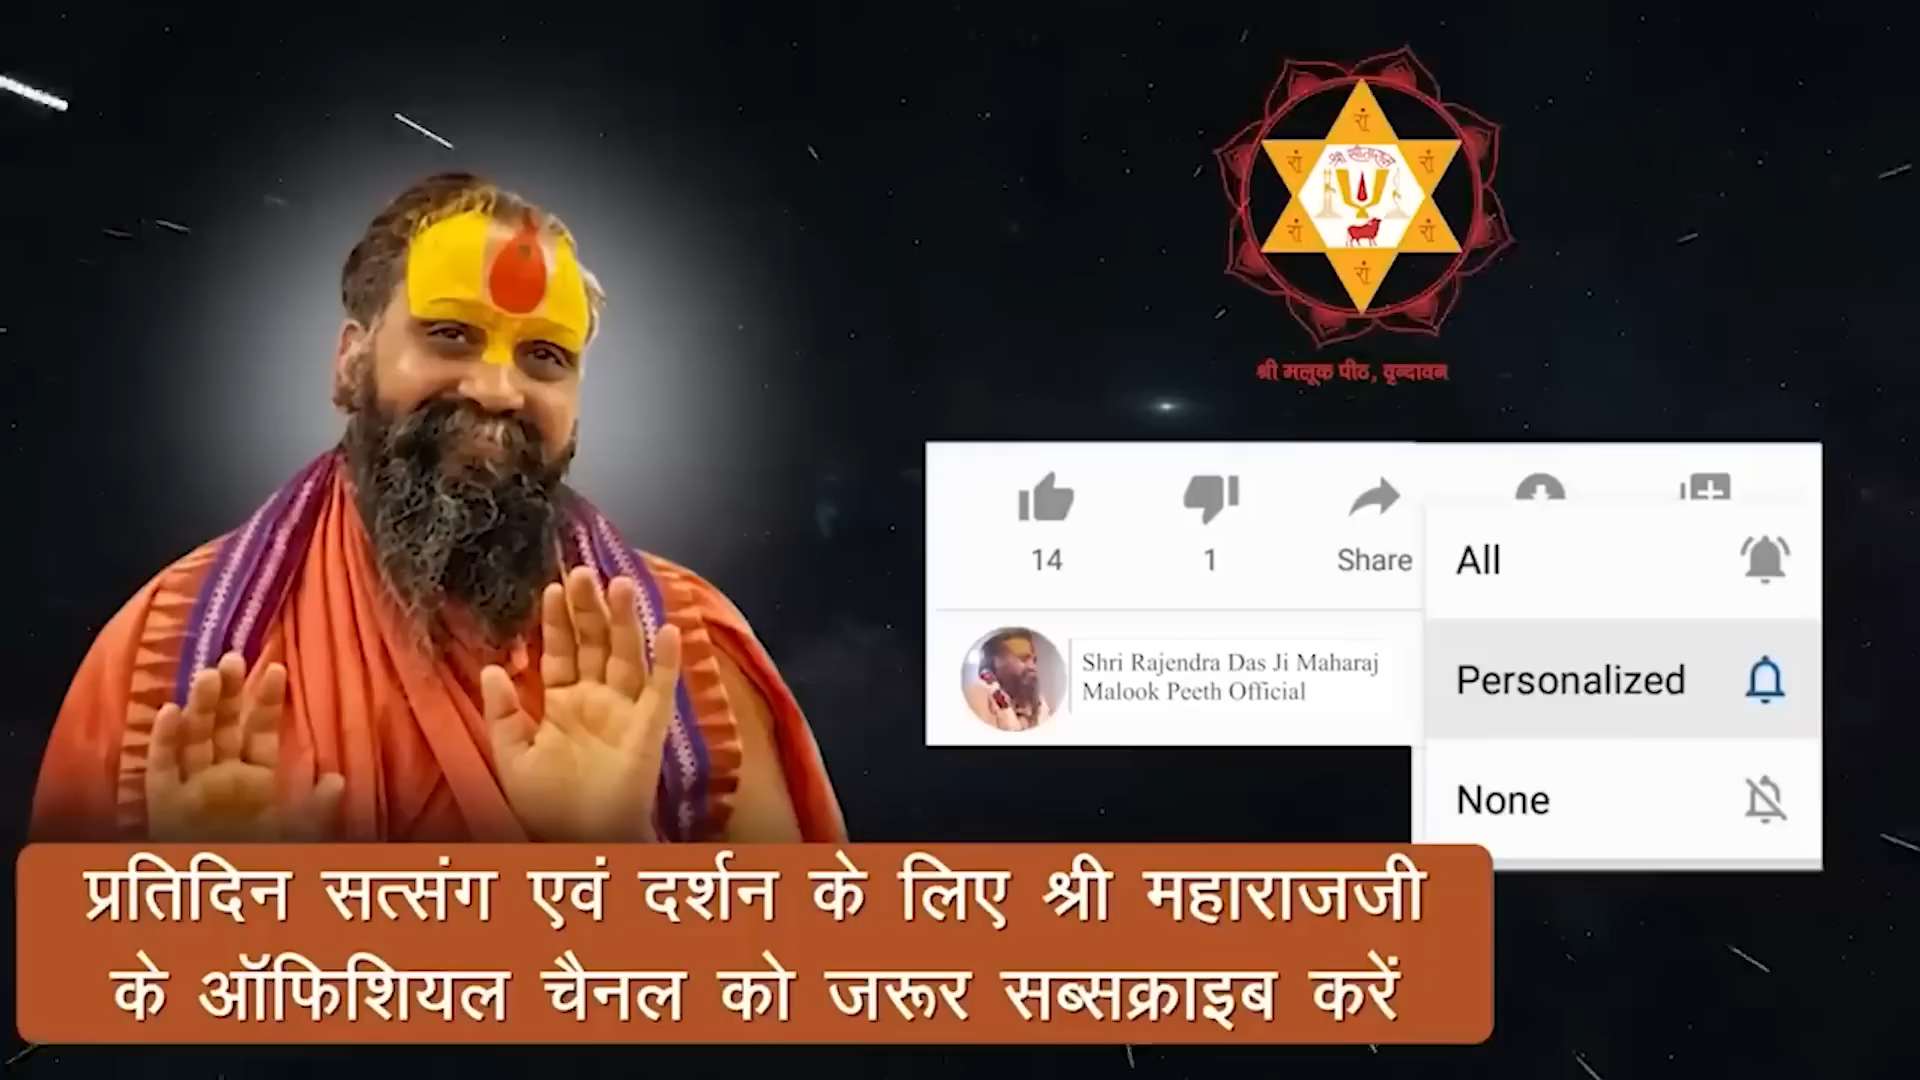 रां
श्री सीताराम
रां
रां
रां
रां
रां
श्री मलूक पीठ, वृन्दावन
14
1
Share
All
Shri Rajendra Das Ji Maharaj
Malook Peeth Official
Personalized
None
प्रतिदिन सत्संग एवं दर्शन के लिए श्री महाराजजी
के ऑफिशियल चैनल को जरूर सब्सक्राइब करें